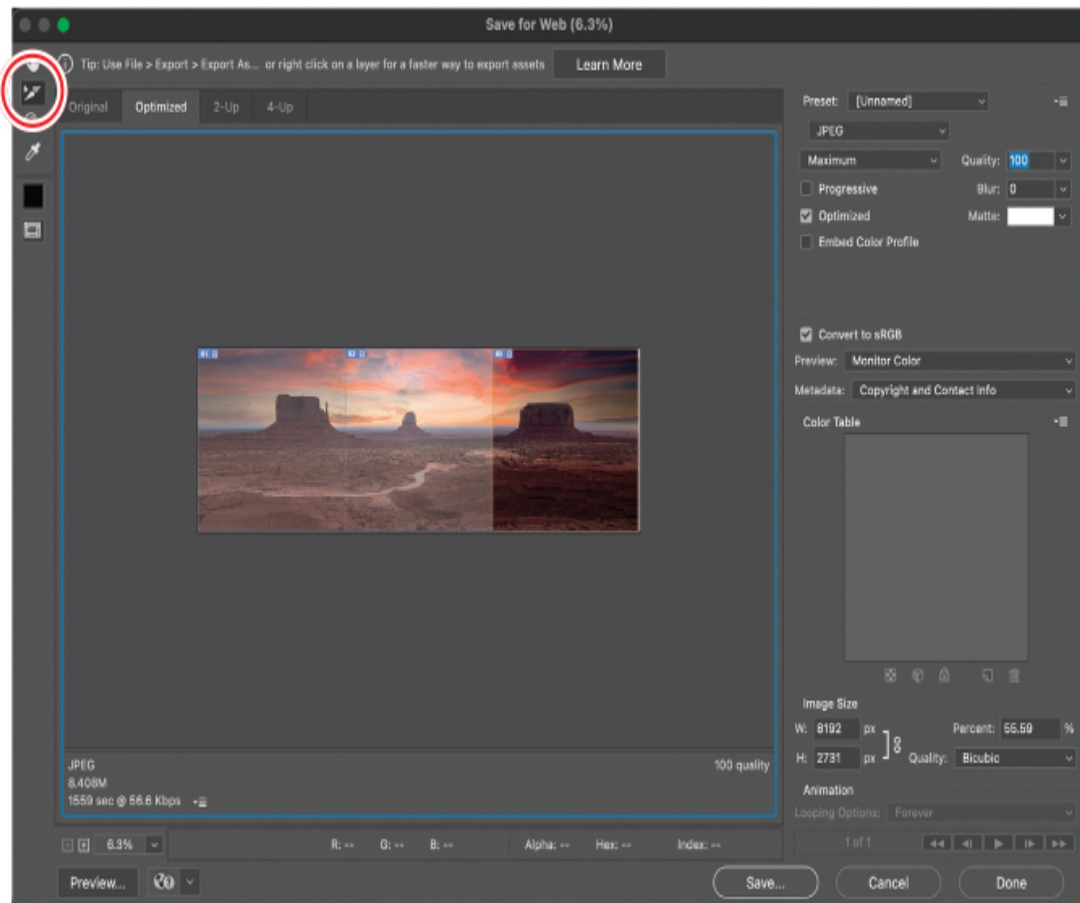 Save for Web (6.3%)
Tip: Use File > Export > Export As... or right click on a layer for a faster way to export assets
Learn More
Original Optimized 2-Up 4-Up
Preset: [Unnamed]
JPEG
Maximum Quality: 100
Progressive Blur: 0
Optimized Matte:
Embed Color Profile
Convert to sRGB
Preview: Monitor Color
Metadata: Copyright and Contact Info
Color Table
01 02 03
Image Size
W: 8192 px Percent: 55.59 %
H: 2731 px Quality: Bicubic
Animation
Looping Options: Forever
1 of 1
JPEG 100 quality
8.408M
1559 sec @ 56.6 Kbps
6.3% R: -- G: -- B: -- Alpha: -- Hex: -- Index: --
Preview... Save... Cancel Done